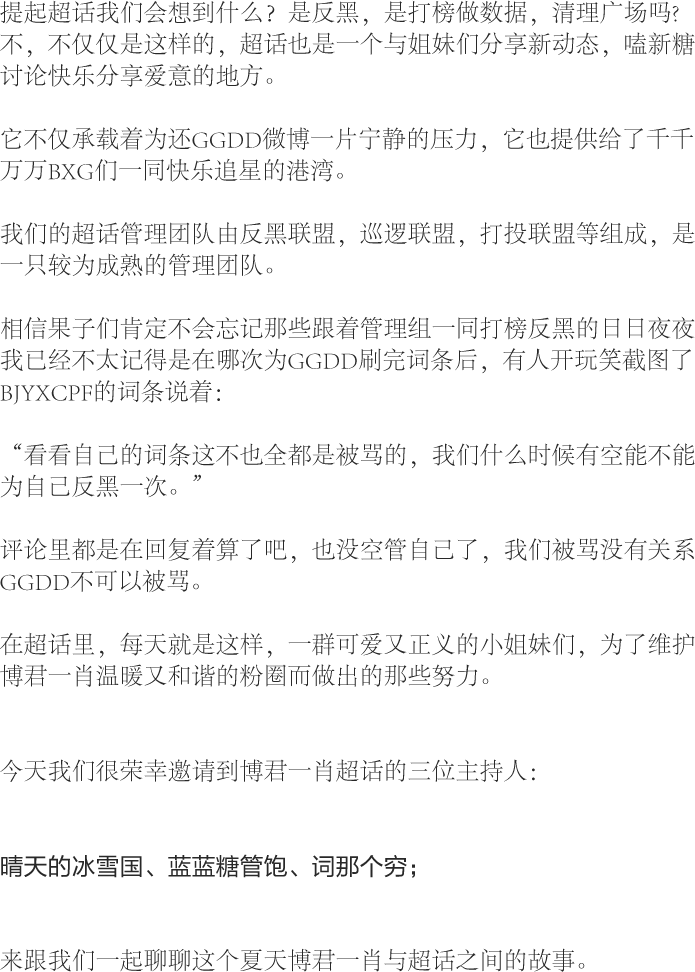 提起超话我们会想到什么？是反黑，是打榜做数据，清理广场吗？
不，不仅仅是这样的，超话也是一个与姐妹们分享新动态，嗑新糖
讨论快乐分享爱意的地方。
它不仅承载着为还GGDD微博一片宁静的压力，它也提供给了千千
万万BXG们一同快乐追星的港湾。
我们的超话管理团队由反黑联盟，巡逻联盟，打投联盟等组成，是
一只较为成熟的管理团队。
相信果子们肯定不会忘记那些跟着管理组一同打榜反黑的日日夜夜
我已经不太记得是在哪次为GGDD刷完词条后，有人开玩笑截图了
BJYXCPF的词条说着：
“看看自己的词条这不也全都是被骂的，我们什么时候有空能不能
为自己反黑一次。”
评论里都是在回复着算了吧，也没空管自己了，我们被骂没有关系
GGDD不可以被骂。
在超话里，每天就是这样，一群可爱又正义的小姐妹们，为了维护
博君一肖温暖又和谐的粉圈而做出的那些努力。
今天我们很荣幸邀请到博君一肖超话的三位主持人：
晴天的冰雪国、蓝蓝糖管饱、词那个穷；
来跟我们一起聊聊这个夏天博君一肖与超话之间的故事。